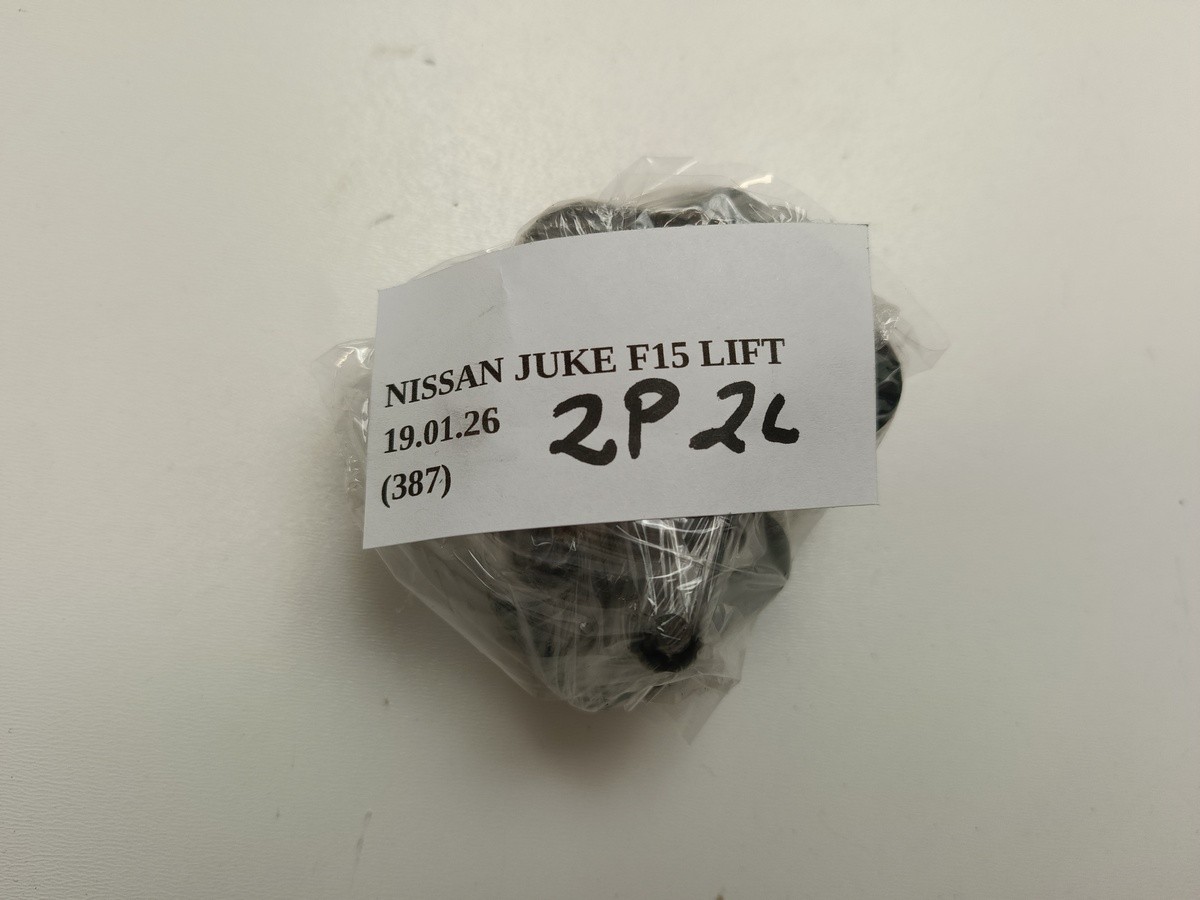 NISSAN JUKE F15 LIFT
19.01.26 2P 2L
(387)